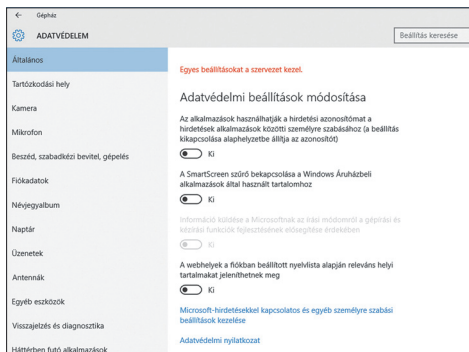 ← Gépház
ADATVÉDELEM
Beállítás keresése
Általános
Tartózkodási hely
Kamera
Mikrofon
Beszéd, szabadkézi bevitel, gépelés
Fiókadatok
Névjegyalbum
Naptár
Üzenetek
Antennák
Egyéb eszközök
Visszajelzés és diagnosztika
Háttérben futó alkalmazások
Egyes beállításokat a szervezet kezel.
Adatvédelmi beállítások módosítása
Az alkalmazások használhatják a hirdetési azonosítómat a
hirdetések alkalmazások közötti személyre szabásához (a beállítás
kikapcsolása alaphelyzetbe állítja az azonosítót)
Ki
A SmartScreen szűrő bekapcsolása a Windows Áruházbeli
alkalmazások által használt tartalomhoz
Ki
Információ küldése a Microsoftnak az írási módomról a gépírási és
kézírási funkciók fejlesztésének elősegítése érdekében
Ki
A webhelyek a fiókban beállított nyelvlista alapján releváns helyi
tartalmakat jeleníthetnek meg
Ki
Microsoft-hirdetésekkel kapcsolatos és egyéb személyre szabási
beállítások kezelése
Adatvédelmi nyilatkozat